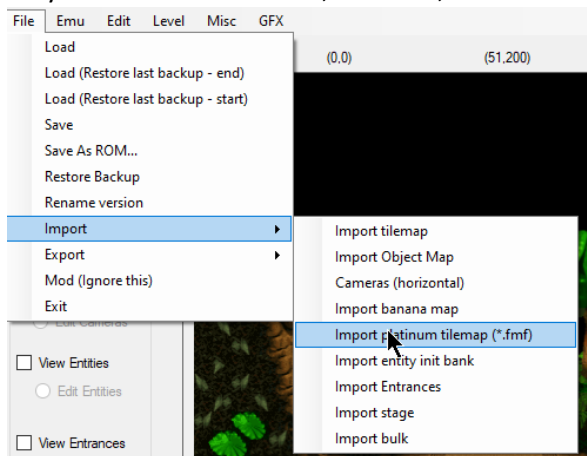 File Emu Edit Level Misc GFX
(0,0) (51,200)
Load
Load (Restore last backup - end)
Load (Restore last backup - start)
Save
Save As ROM...
Restore Backup
Rename version
Import
Export
Mod (Ignore this)
Exit
Import tilemap
Import Object Map
Cameras (horizontal)
Import banana map
Import platinum tilemap (*.fmf)
Import entity init bank
Import Entrances
Import stage
Import bulk
Edit Cameras
View Entities
Edit Entities
View Entrances